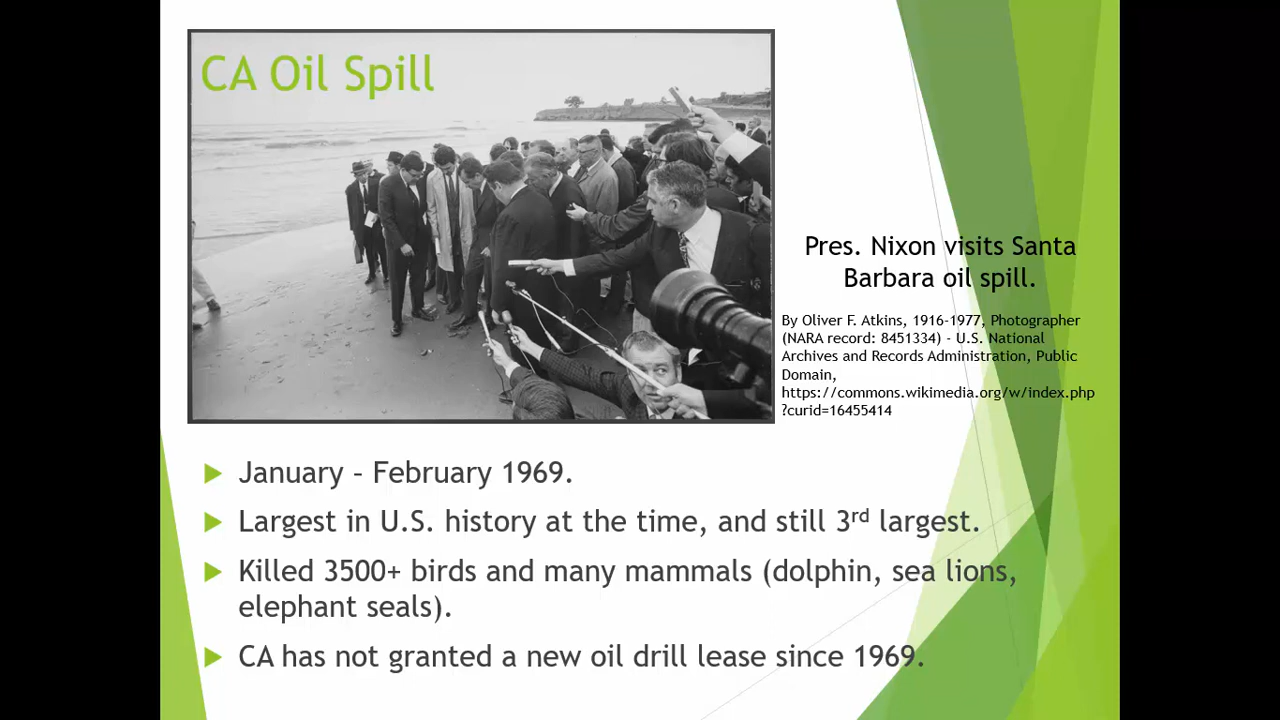 CA Oil Spill
Pres. Nixon visits Santa
Barbara oil spill.
By Oliver F. Atkins, 1916-1977, Photographer
(NARA record: 8451334) - U.S. National
Archives and Records Administration, Public
Domain,
https://commons.wikimedia.org/w/index.php
?curid=16455414
January – February 1969.
Largest in U.S. history at the time, and still 3rd largest.
Killed 3500+ birds and many mammals (dolphin, sea lions,
elephant seals).
CA has not granted a new oil drill lease since 1969.